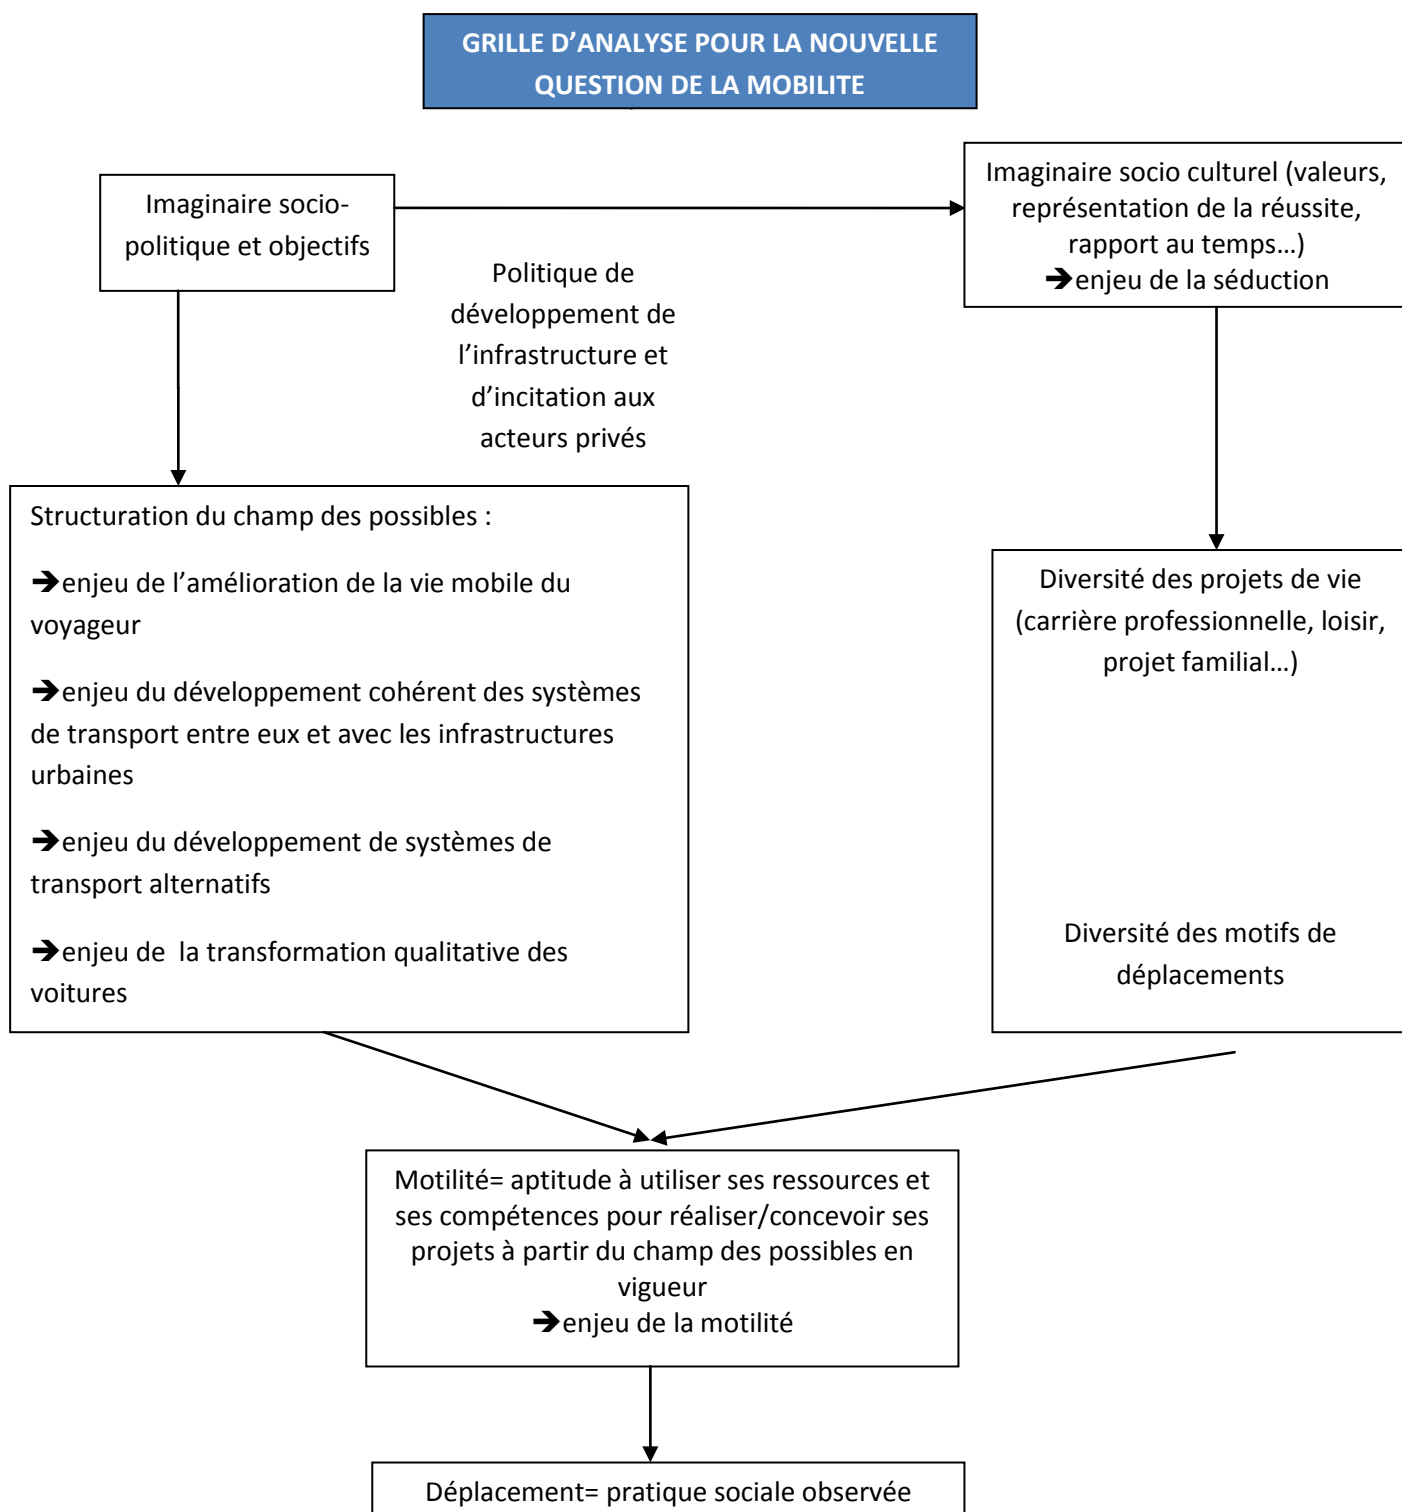 GRILLE D’ANALYSE POUR LA NOUVELLE
QUESTION DE LA MOBILITE
Imaginaire socio-
politique et objectifs
Imaginaire socio culturel (valeurs,
représentation de la réussite,
rapport au temps…)
➔enjeu de la séduction
Politique de
développement de
l’infrastructure et
d’incitation aux
acteurs privés
Structuration du champ des possibles :
➔enjeu de l’amélioration de la vie mobile du
voyageur
➔enjeu du développement cohérent des systèmes
de transport entre eux et avec les infrastructures
urbaines
➔enjeu du développement de systèmes de
transport alternatifs
➔enjeu de  la transformation qualitative des
voitures
Diversité des projets de vie
(carrière professionnelle, loisir,
projet familial…)
Diversité des motifs de
déplacements
Motilité= aptitude à utiliser ses ressources et
ses compétences pour réaliser/concevoir ses
projets à partir du champ des possibles en
vigueur
➔enjeu de la motilité
Déplacement= pratique sociale observée